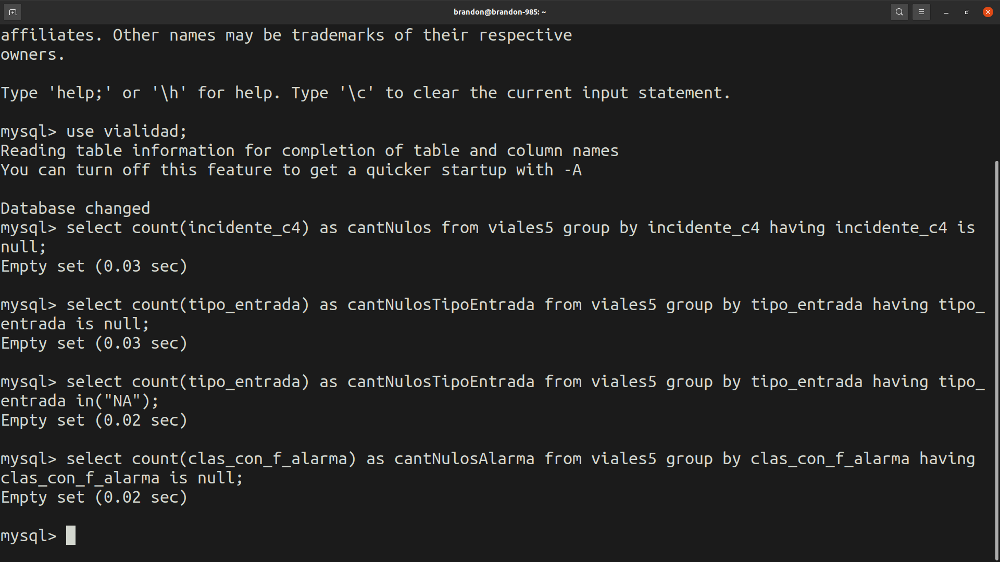 brandon@brandon-985: ~
affiliates. Other names may be trademarks of their respective
owners.
Type 'help;' or '\h' for help. Type '\c' to clear the current input statement.
mysql> use vialidad;
Reading table information for completion of table and column names
You can turn off this feature to get a quicker startup with -A
Database changed
mysql> select count(incidente_c4) as cantNulos from viales5 group by incidente_c4 having incidente_c4 is
null;
Empty set (0.03 sec)
mysql> select count(tipo_entrada) as cantNulosTipoEntrada from viales5 group by tipo_entrada having tipo_
entrada is null;
Empty set (0.03 sec)
mysql> select count(tipo_entrada) as cantNulosTipoEntrada from viales5 group by tipo_entrada having tipo_
entrada in("NA");
Empty set (0.02 sec)
mysql> select count(clas_con_f_alarma) as cantNulosAlarma from viales5 group by clas_con_f_alarma having
clas_con_f_alarma is null;
Empty set (0.02 sec)
mysql>